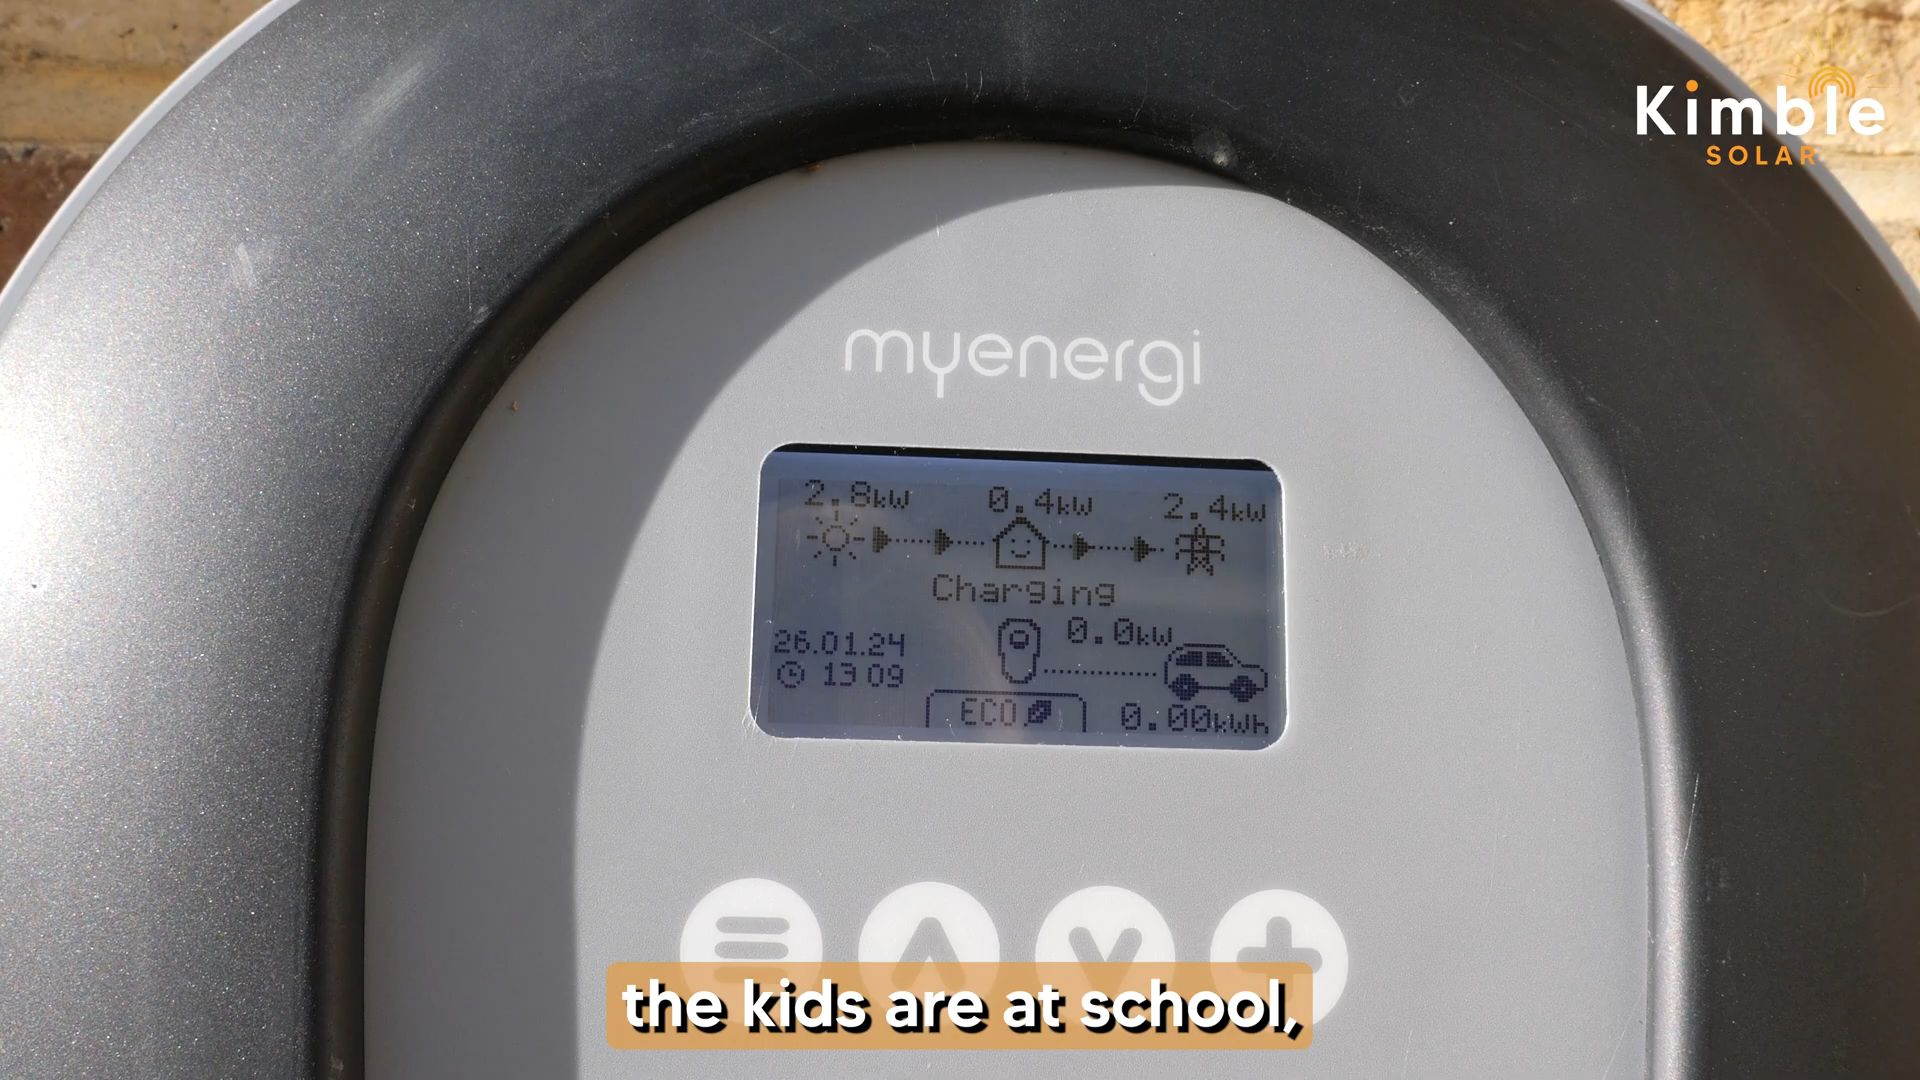 Kimble
SOLAR
myenergi
2.8kW 0.4kW 2.4kW
Charging
0.0kW
26.01.24
13 09
ECO
0.00kWh
the kids are at school,